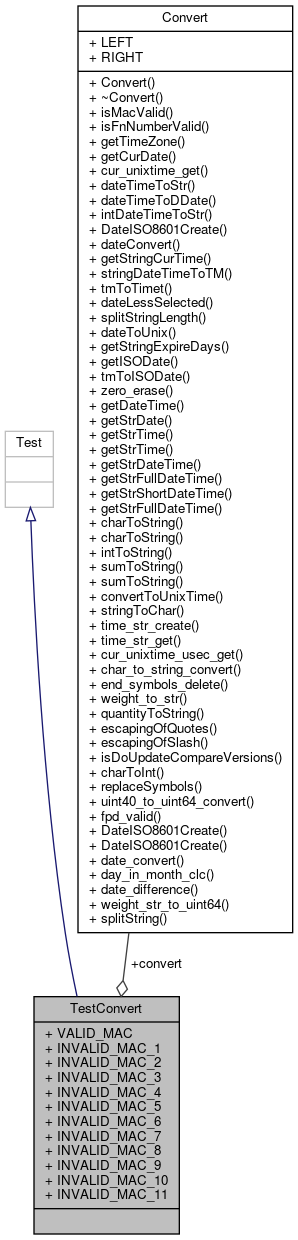 Convert
+ LEFT
+ RIGHT
+ Convert()
+ ~Convert()
+ isMacValid()
+ isFnNumberValid()
+ getTimeZone()
+ getCurDate()
+ cur_unixtime_get()
+ dateTimeToStr()
+ dateTimeToDDate()
+ intDateTimeToStr()
+ DateISO8601Create()
+ dateConvert()
+ getStringCurTime()
+ stringDateTimeToTM()
+ tmToTimet()
+ dateLessSelected()
+ splitStringLength()
+ dateToUnix()
+ getStringExpireDays()
+ getISODate()
+ tmToISODate()
+ zero_erase()
+ getDateTime()
+ getStrDate()
+ getStrTime()
+ getStrTime()
+ getStrDateTime()
+ getStrFullDateTime()
+ getStrShortDateTime()
+ getStrFullDateTime()
+ charToString()
+ charToString()
+ intToString()
+ sumToString()
+ sumToString()
+ convertToUnixTime()
+ stringToChar()
+ time_str_create()
+ time_str_get()
+ cur_unixtime_usec_get()
+ char_to_string_convert()
+ end_symbols_delete()
+ weight_to_str()
+ quantityToString()
+ escapingOfQuotes()
+ escapingOfSlash()
+ isDoUpdateCompareVersions()
+ charToInt()
+ replaceSymbols()
+ uint40_to_uint64_convert()
+ fpd_valid()
+ DateISO8601Create()
+ DateISO8601Create()
+ date_convert()
+ day_in_month_clc()
+ date_difference()
+ weight_str_to_uint64()
+ splitString()
Test
+convert
TestConvert
+ VALID_MAC
+ INVALID_MAC_1
+ INVALID_MAC_2
+ INVALID_MAC_3
+ INVALID_MAC_4
+ INVALID_MAC_5
+ INVALID_MAC_6
+ INVALID_MAC_7
+ INVALID_MAC_8
+ INVALID_MAC_9
+ INVALID_MAC_10
+ INVALID_MAC_11